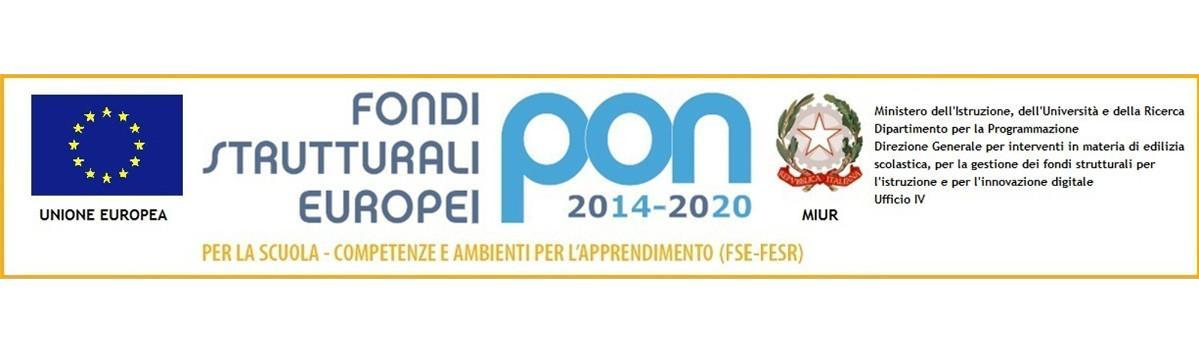 UNIONE EUROPEA
FONDI
STRUTTURALI
EUROPEI
pon
2014-2020
PER LA SCUOLA - COMPETENZE E AMBIENTI PER L'APPRENDIMENTO (FSE-FESR)
REPVBBLICA ITALIANA
MIUR
Ministero dell'Istruzione, dell'Università e della Ricerca
Dipartimento per la Programmazione
Direzione Generale per interventi in materia di edilizia
scolastica, per la gestione dei fondi strutturali per
l'istruzione e per l'innovazione digitale
Ufficio IV